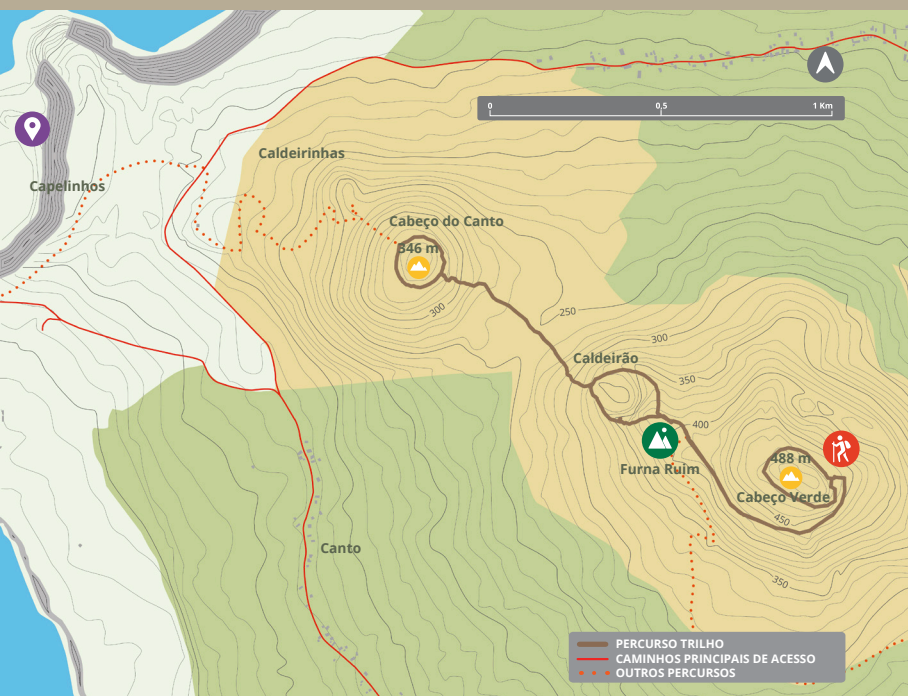 0 0,5 1 Km
Caldeirinhas
Capelinhos
Cabeço do Canto
346 m
300
250
300
Caldeirão
350
400
488 m
Furna Ruim
Cabeço Verde
450
Canto
350
PERCURSO TRILHO
CAMINHOS PRINCIPAIS DE ACESSO
OUTROS PERCURSOS